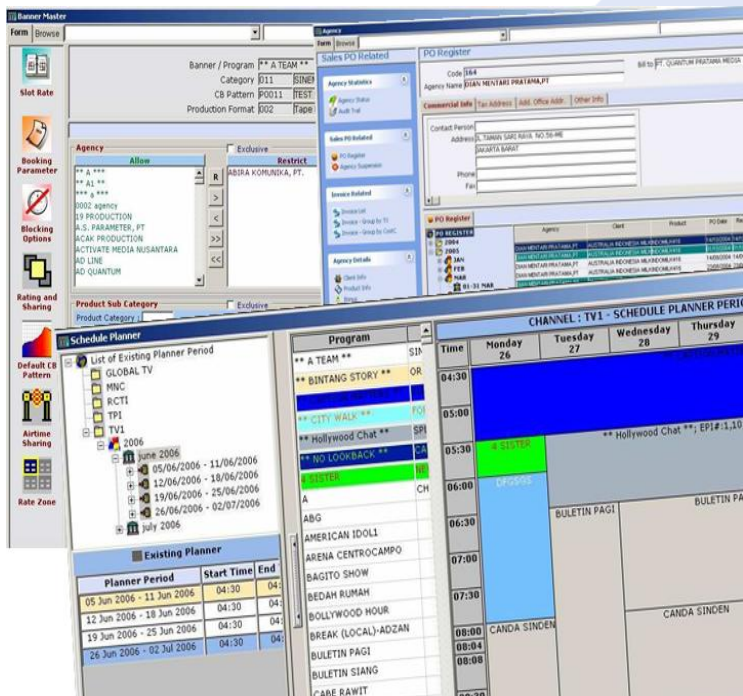 Banner Master
Form Browse
Slot Rate
Booking Parameter
Blocking Options
Rating and Sharing
Default CB Pattern
Airtime Sharing
Rate Zone
Banner / Program ** A TEAM **
Category 011
CB Pattern P0011 TEST
Production Format 002 Tape
Agency
Exclusive
Allow
Restrict
** A ***
** A1 **
*** a ***
0002 agency
19 PRODUCTION
A.S. PARAMETER, PT
ACAK PRODUCTION
ACTIVATE MEDIA NUSANTARA
AD LINE
AD QUANTUM
R
>
<
>>
<<
ABIRA KOMUNIKA, PT.
Product Sub Category
Exclusive
Product Category :
Agency
Form Browse
Sales PO Related
Agency Statistics
Agency Status
Audit Trail
Sales PO Related
PO Register
Agency Suspension
Invoice Related
Invoice List
Invoice - Group by TS
Agency Details
Client Info
Product Info
PO Register
Code 164
Bill to PT. QUANTUM PRATAMA MEDIA
Agency Name DIAN MENTARI PRATAMA,PT
Commercial Info Tax Address Add. Office Addr. Other Info
Contact Person
Address JL.TAMAN SARI RAYA NO.56-ME
JAKARTA BARAT
Phone
Fax
PO Register
PO REGISTER
2004
2005
JAN
FEB
MAR
01-31 MAR
Agency Client Product PO Date
Schedule Planner
List of Existing Planner Period
GLOBAL TV
MNC
RCTI
TPI
TV1
2006
june 2006
05/06/2006 - 11/06/2006
12/06/2006 - 18/06/2006
19/06/2006 - 25/06/2006
26/06/2006 - 02/07/2006
july 2006
Existing Planner
Planner Period Start Time End
05 Jun 2006 - 11 Jun 2006 04:30 04:
12 Jun 2006 - 18 Jun 2006 04:30 04:
19 Jun 2006 - 25 Jun 2006 04:30 04:
26 Jun 2006 - 02 Jul 2006 04:30 04:
Program
** A TEAM **
** BINTANG STORY ** OR
** CITY WALK **
** Hollywood Chat **
** NO LOOKBACK ** CA
4 SISTER
A CH
ABG
AMERICAN IDOL1
ARENA CENTROCAMPO
BAGITO SHOW
BEDAH RUMAH
BOLLYWOOD HOUR
BREAK (LOCAL)-ADZAN
BULETIN PAGI
BULETIN SIANG
CABE RAWIT
CHANNEL : TV1 - SCHEDULE PLANNER
Time Monday 26 Tuesday 27 Wednesday 28 Thursday 29
04:30
05:00
05:30 4 SISTER ** Hollywood Chat **; EPI#:1,10
06:00 DFGSGS
BULETIN PAGI
06:30
07:00
07:30
08:00 CANDA SINDEN
CANDA SINDEN
08:04
08:08